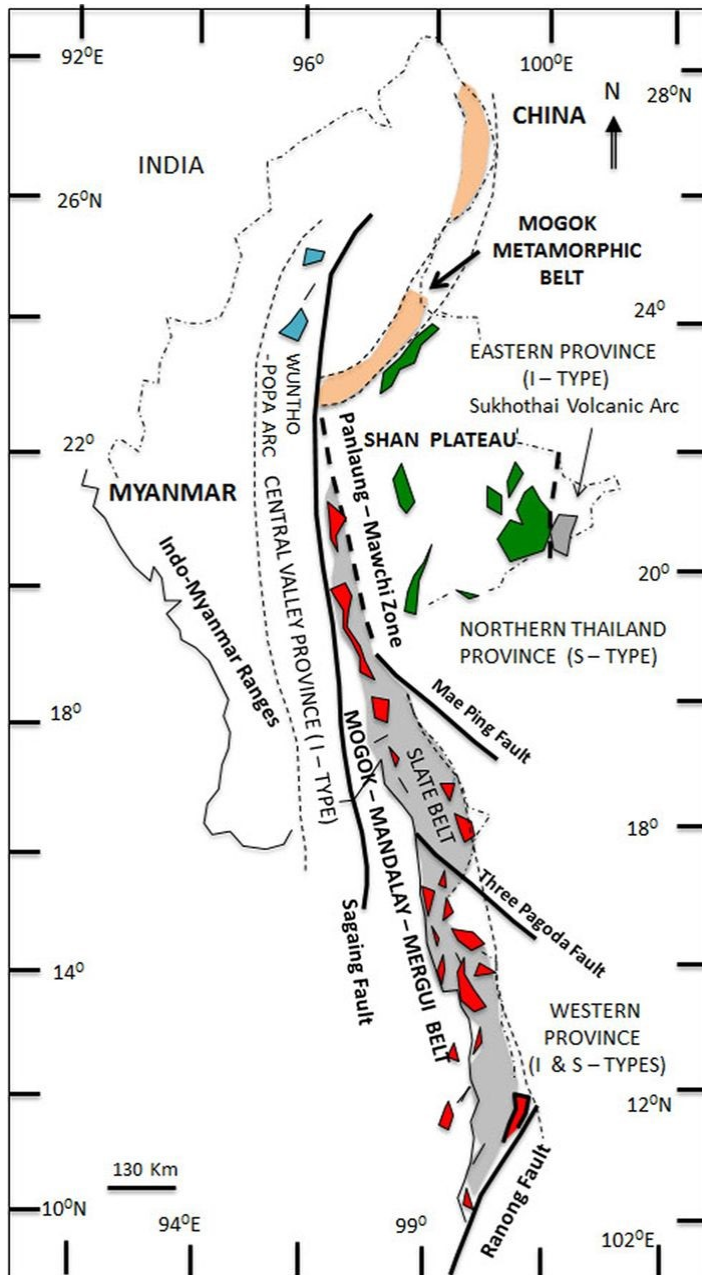 92⁰E
96⁰
100⁰E
N
28⁰N
CHINA
INDIA
26⁰N
MOGOK
METAMORPHIC
BELT
24⁰
EASTERN PROVINCE
(I – TYPE)
Sukhothai Volcanic Arc
WUNTHO
POPA ARC
Panlaung – Mawchi Zone
SHAN PLATEAU
22⁰
MYANMAR
CENTRAL VALLEY PROVINCE ( I – TYPE)
Indo-Myanmar Ranges
20⁰
NORTHERN THAILAND
PROVINCE (S – TYPE)
Mae Ping Fault
18⁰
MOGOK – MANDALAY – MERGUI BELT
SLATE BELT
18⁰
Three Pagoda Fault
Sagaing Fault
14⁰
WESTERN
PROVINCE
(I & S – TYPES)
12⁰N
130 Km
Ranong Fault
10⁰N
94⁰E
99⁰
102⁰E